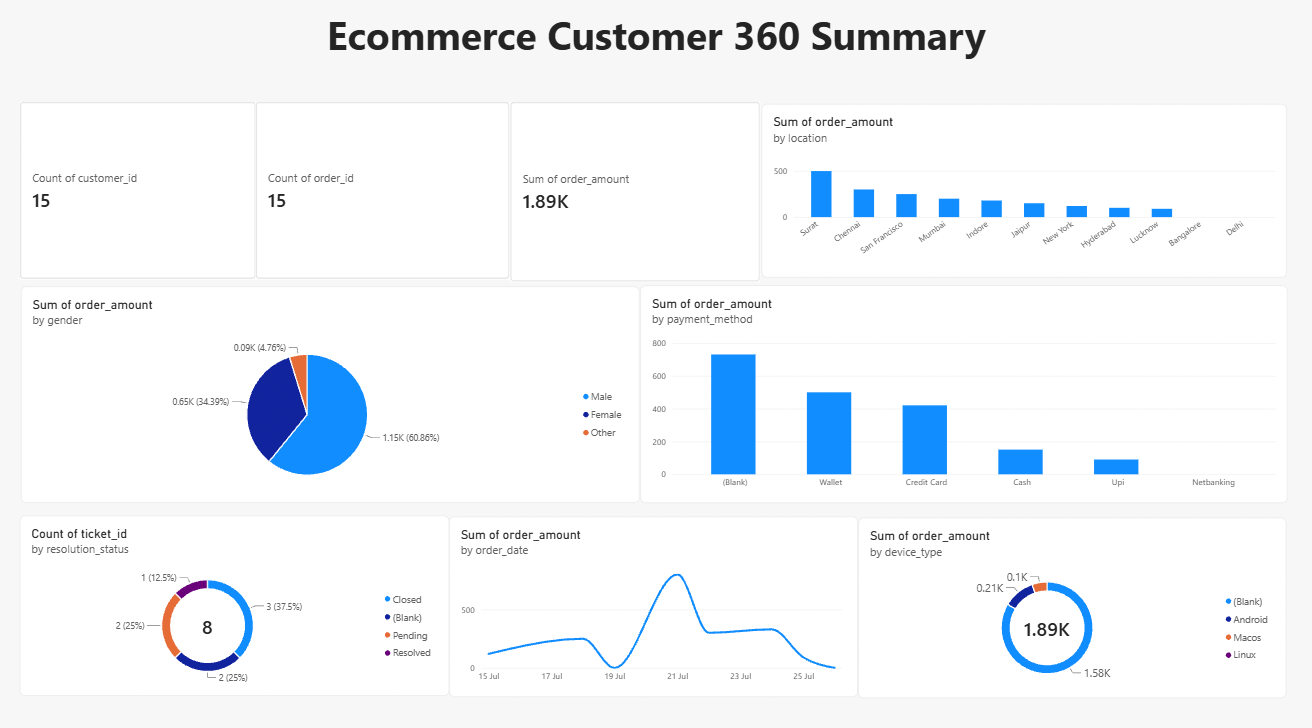 Ecommerce Customer 360 Summary
Count of customer_id
15
Count of order_id
15
Sum of order_amount
1.89K
Sum of order_amount
by location
500
0
Surat
Chennai
San Francisco
Mumbai
Indore
Jaipur
New York
Hyderabad
Lucknow
Bangalore
Delhi
Sum of order_amount
by gender
0.09K (4.76%)
0.65K (34.39%)
1.15K (60.86%)
Male
Female
Other
Sum of order_amount
by payment_method
800
600
400
200
0
(Blank) Wallet Credit Card Cash Upi Netbanking
Count of ticket_id
by resolution_status
1 (12.5%)
3 (37.5%)
2 (25%)
8
2 (25%)
Closed
(Blank)
Pending
Resolved
Sum of order_amount
by order_date
500
0
15 Jul 17 Jul 19 Jul 21 Jul 23 Jul 25 Jul
Sum of order_amount
by device_type
0.1K
0.21K
1.89K
1.58K
(Blank)
Android
Macos
Linux